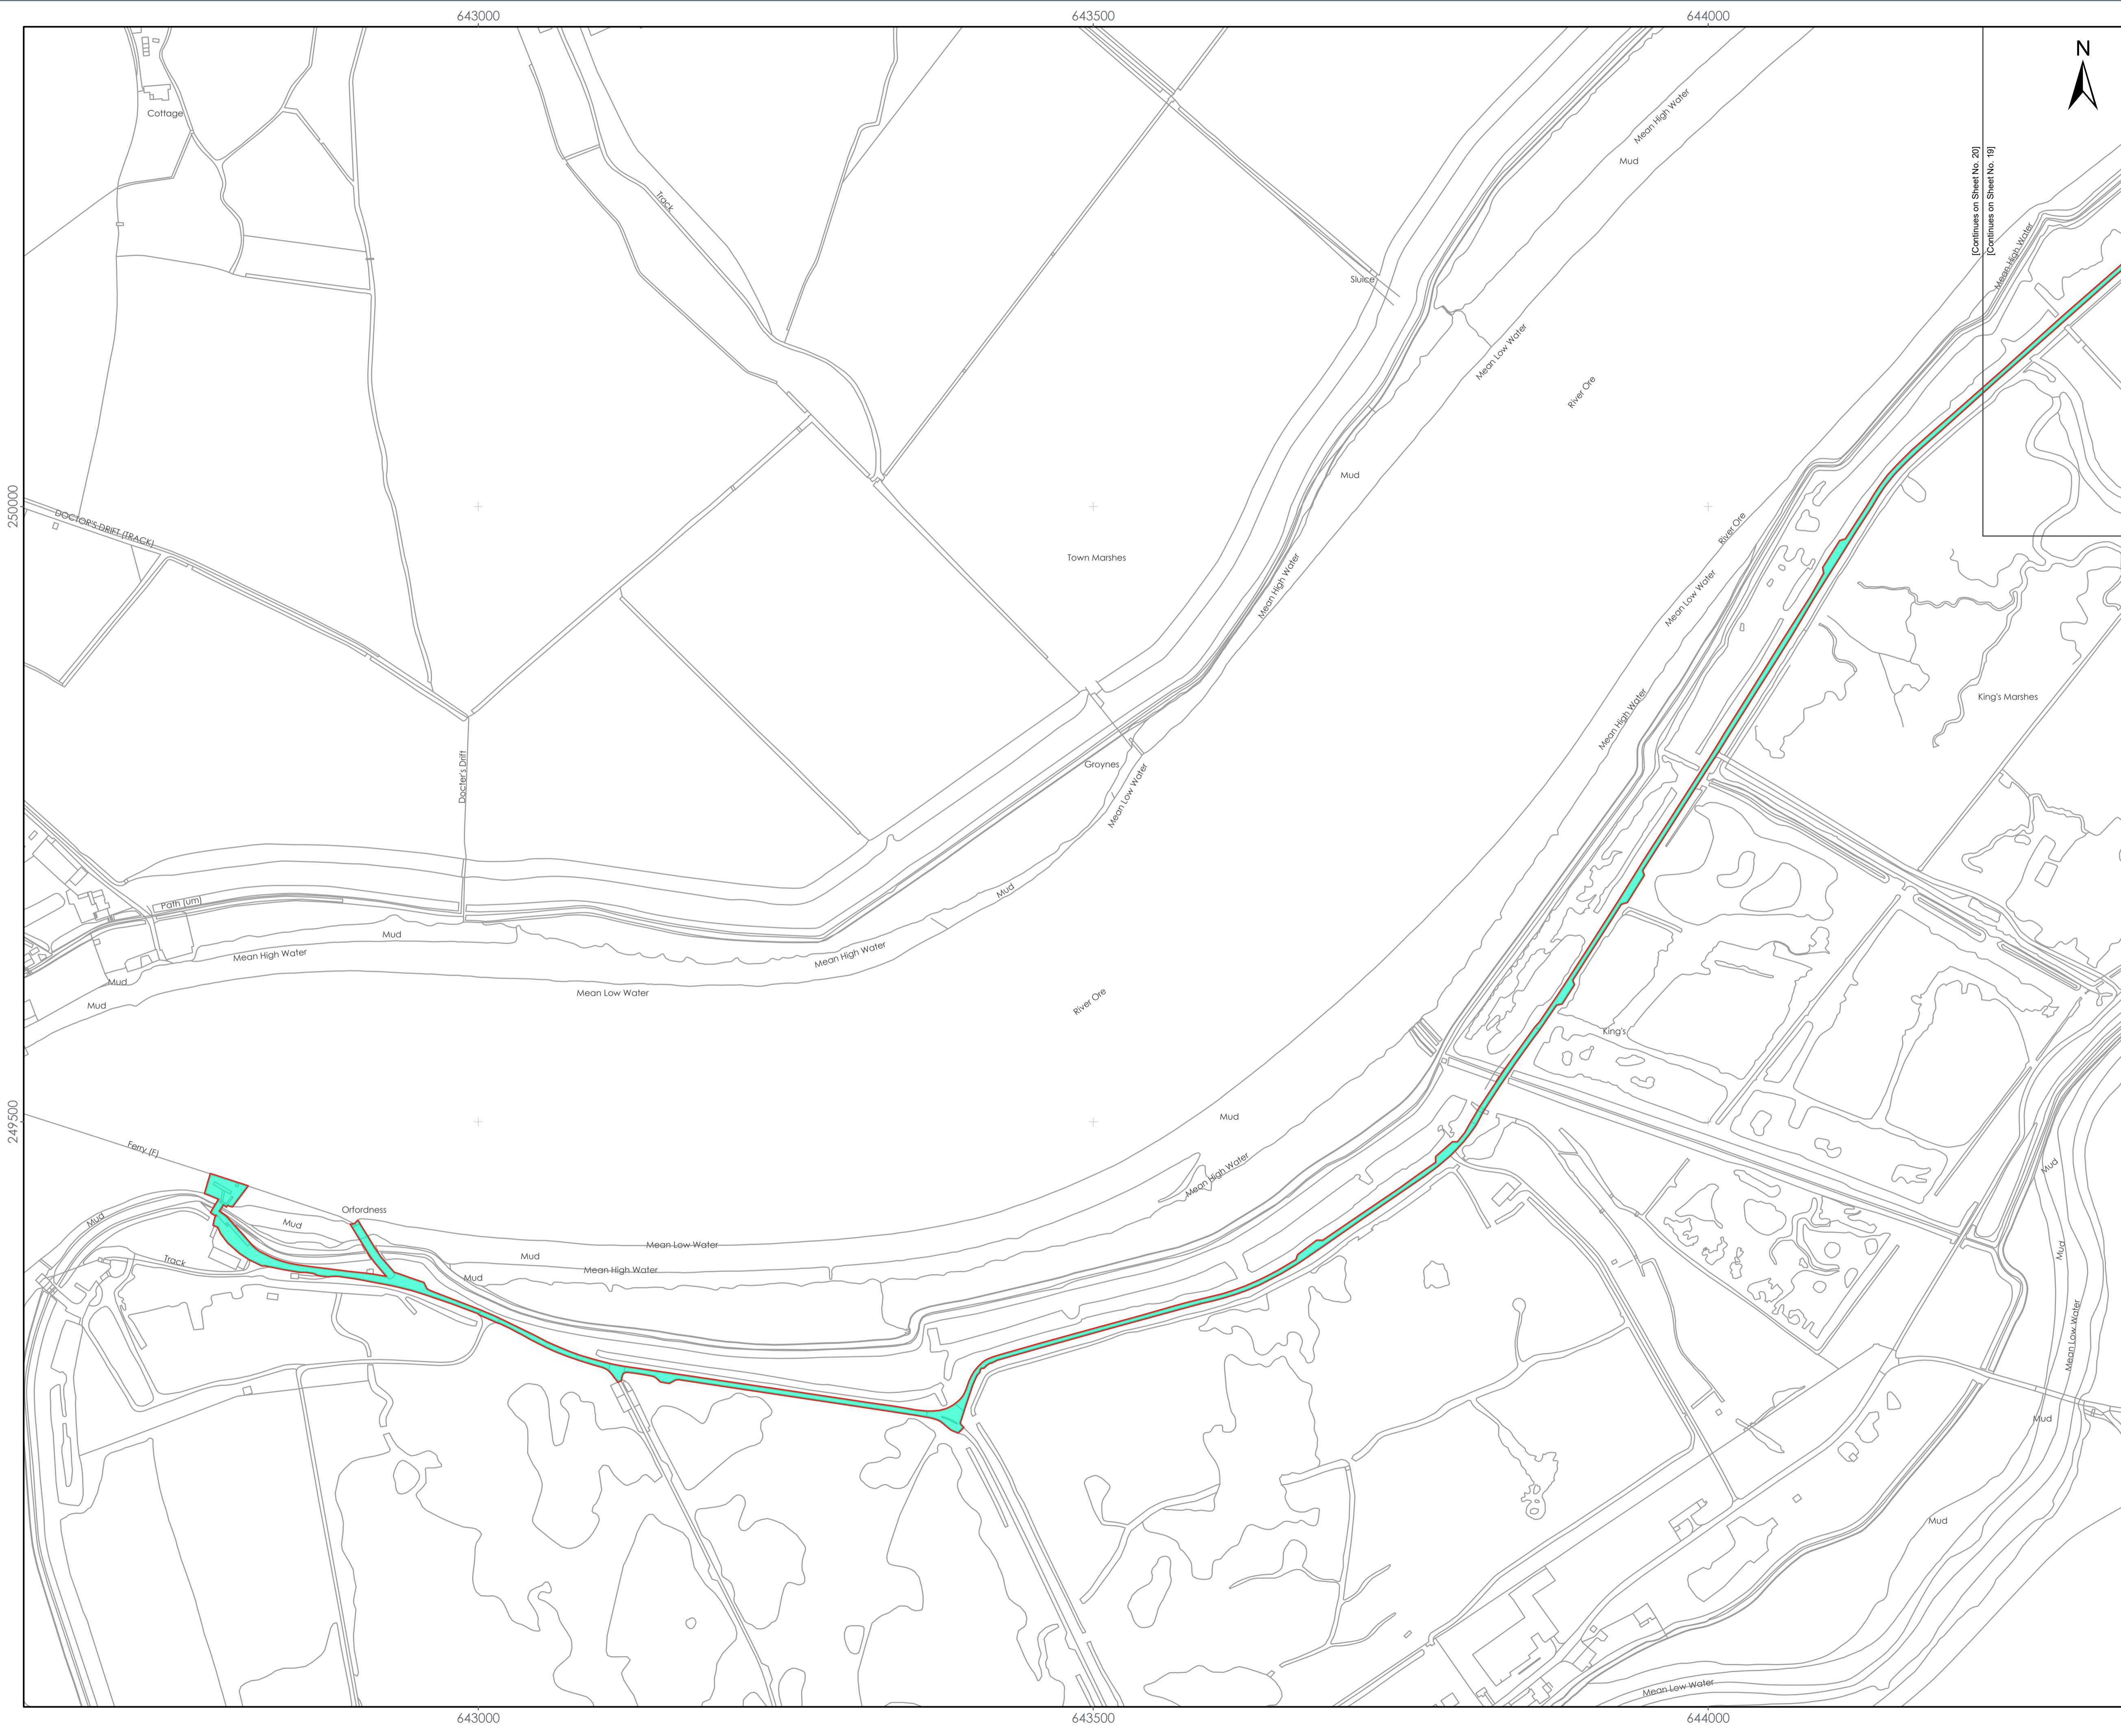 643000
643500
644000
N
Cottage
Mean High Water
Mud
[Continues on Sheet No. 20]
[Continues on Sheet No. 19]
Track
Mean High Water
Sluice
Mean Low Water
River Ore
Mud
250000
DOCTOR'S DRIFT (TRACK)
River Ore
Town Marshes
Mean High Water
Mean Low Water
King's Marshes
Mean High Water
Docter's Drift
Groynes
Mean Low Water
Mud
Path (um)
Mud
Mean High Water
Mean High Water
Mud
Mean Low Water
Mud
River Ore
King's
249500
Mud
Ferry (F)
Mean High Water
Mud
Orfordness
Mud
Mud
Mean Low Water
Mud
Track
Mud
Mean High Water
Mud
Mud
Mean Low Water
Mud
Mud
Mean Low Water
643000
643500
644000